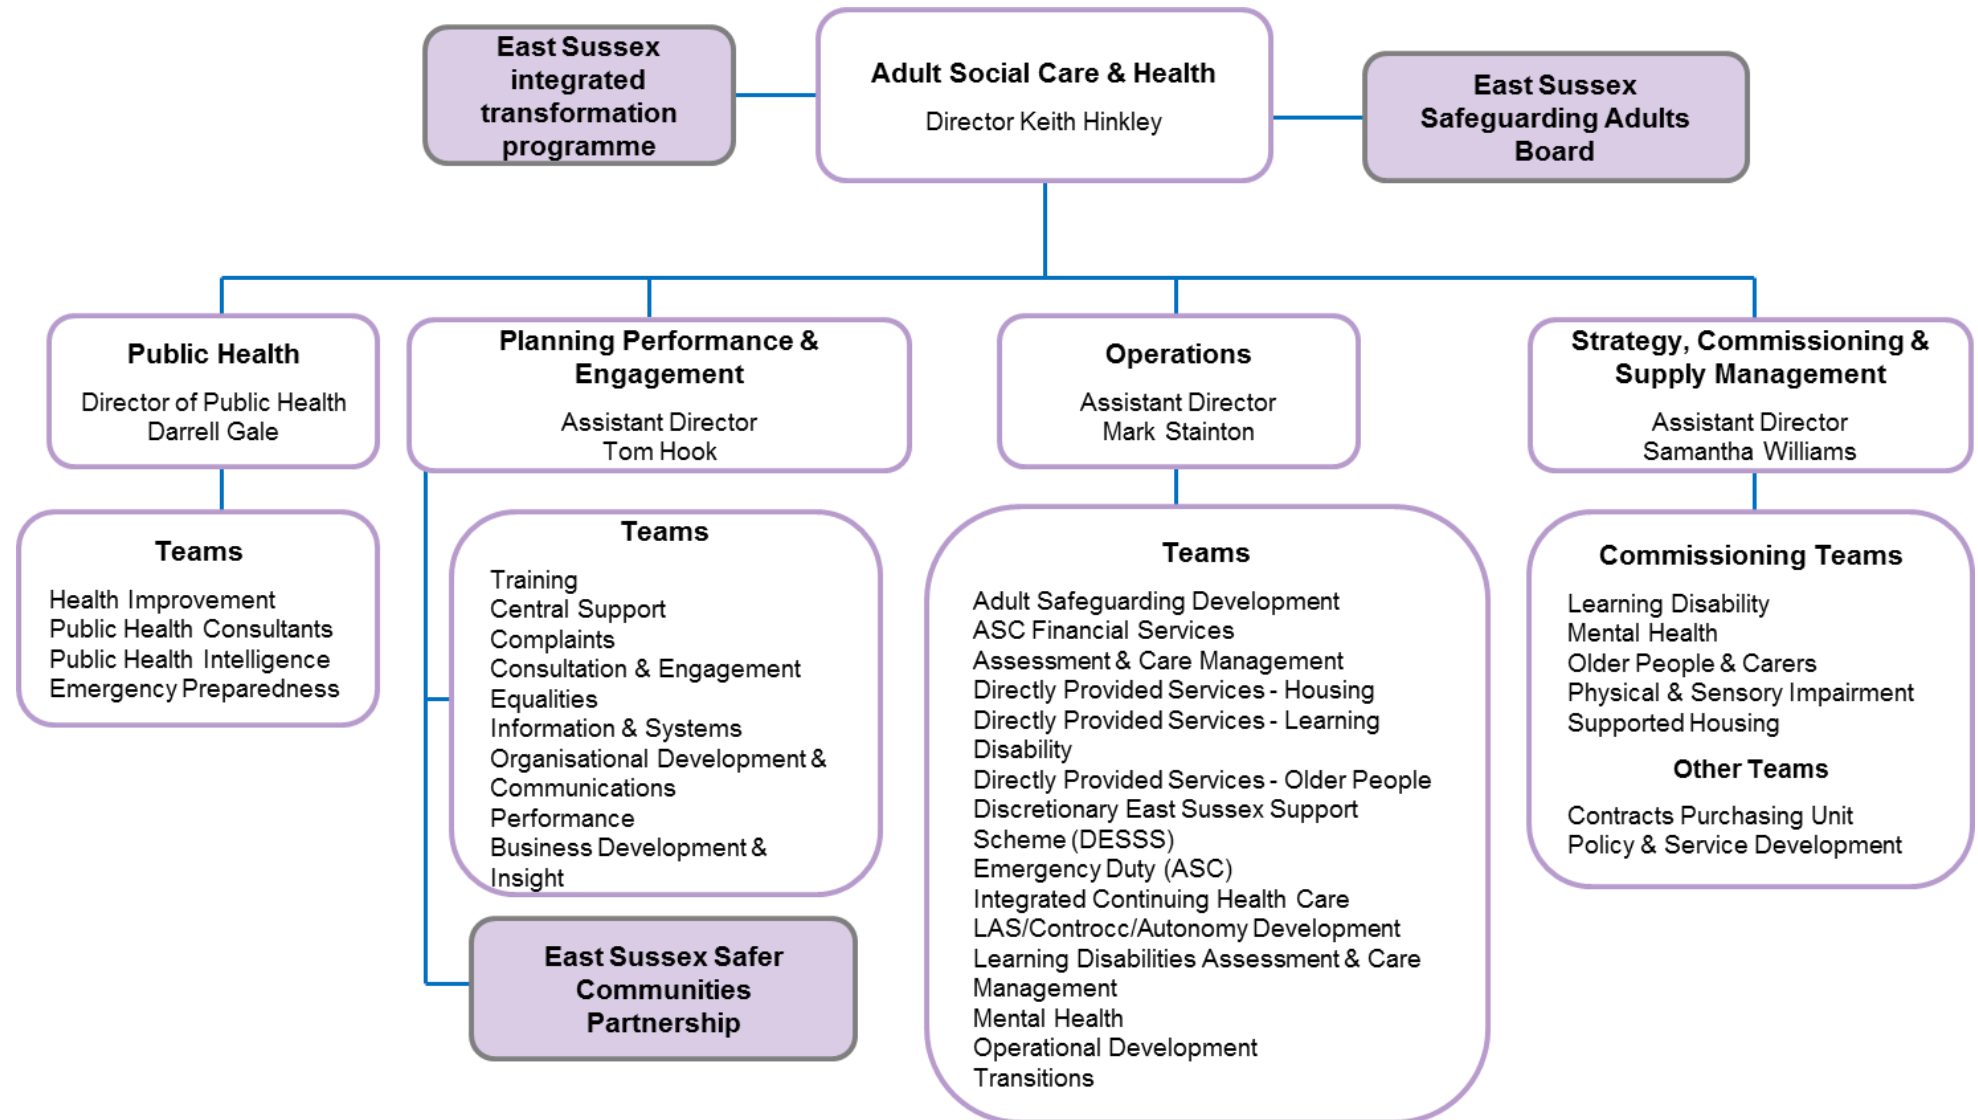 East Sussex
integrated
transformation
programme
Adult Social Care & Health
Director Keith Hinkley
East Sussex
Safeguarding Adults
Board
Public Health
Director of Public Health
Darrell Gale
Planning Performance &
Engagement
Assistant Director
Tom Hook
Operations
Assistant Director
Mark Stainton
Strategy, Commissioning &
Supply Management
Assistant Director
Samantha Williams
Teams
Health Improvement
Public Health Consultants
Public Health Intelligence
Emergency Preparedness
Teams
Training
Central Support
Complaints
Consultation & Engagement
Equalities
Information & Systems
Organisational Development &
Communications
Performance
Business Development &
Insight
East Sussex Safer
Communities
Partnership
Teams
Adult Safeguarding Development
ASC Financial Services
Assessment & Care Management
Directly Provided Services - Housing
Directly Provided Services - Learning
Disability
Directly Provided Services - Older People
Discretionary East Sussex Support
Scheme (DESSS)
Emergency Duty (ASC)
Integrated Continuing Health Care
LAS/Controcc/Autonomy Development
Learning Disabilities Assessment & Care
Management
Mental Health
Operational Development
Transitions
Commissioning Teams
Learning Disability
Mental Health
Older People & Carers
Physical & Sensory Impairment
Supported Housing
Other Teams
Contracts Purchasing Unit
Policy & Service Development